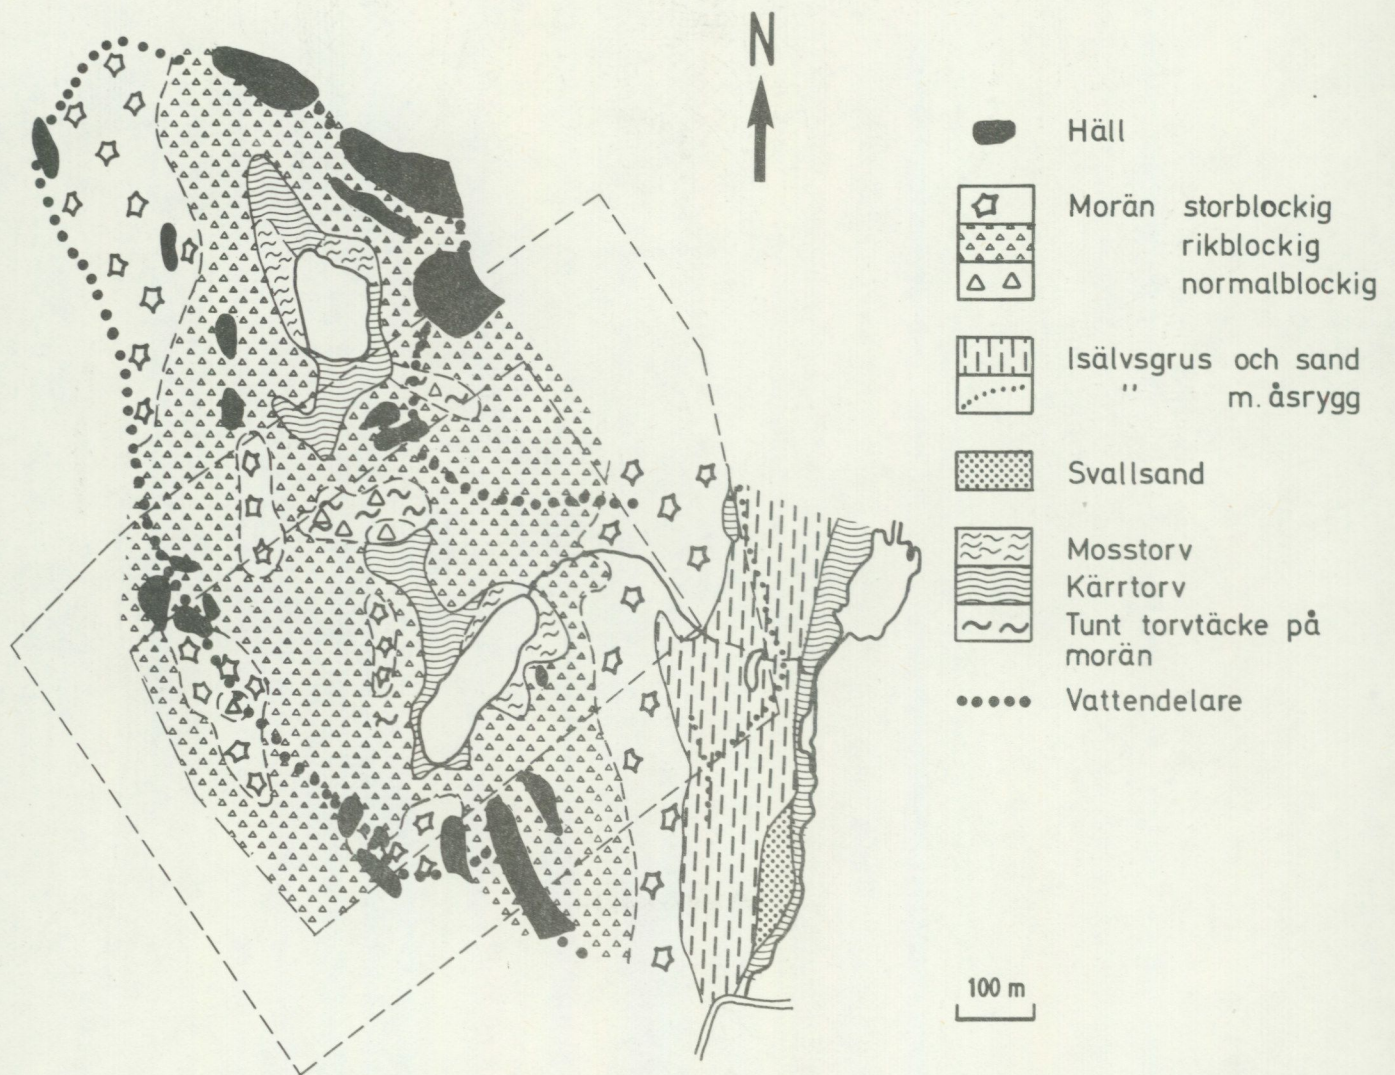 N
Häll
Morän storblockig
rikblockig
normalblockig
Isälvsgrus och sand
" m. åsrygg
Svallsand
Mosstorv
Kärrtorv
Tunt torvtäcke på
morän
Vattendelare
100 m